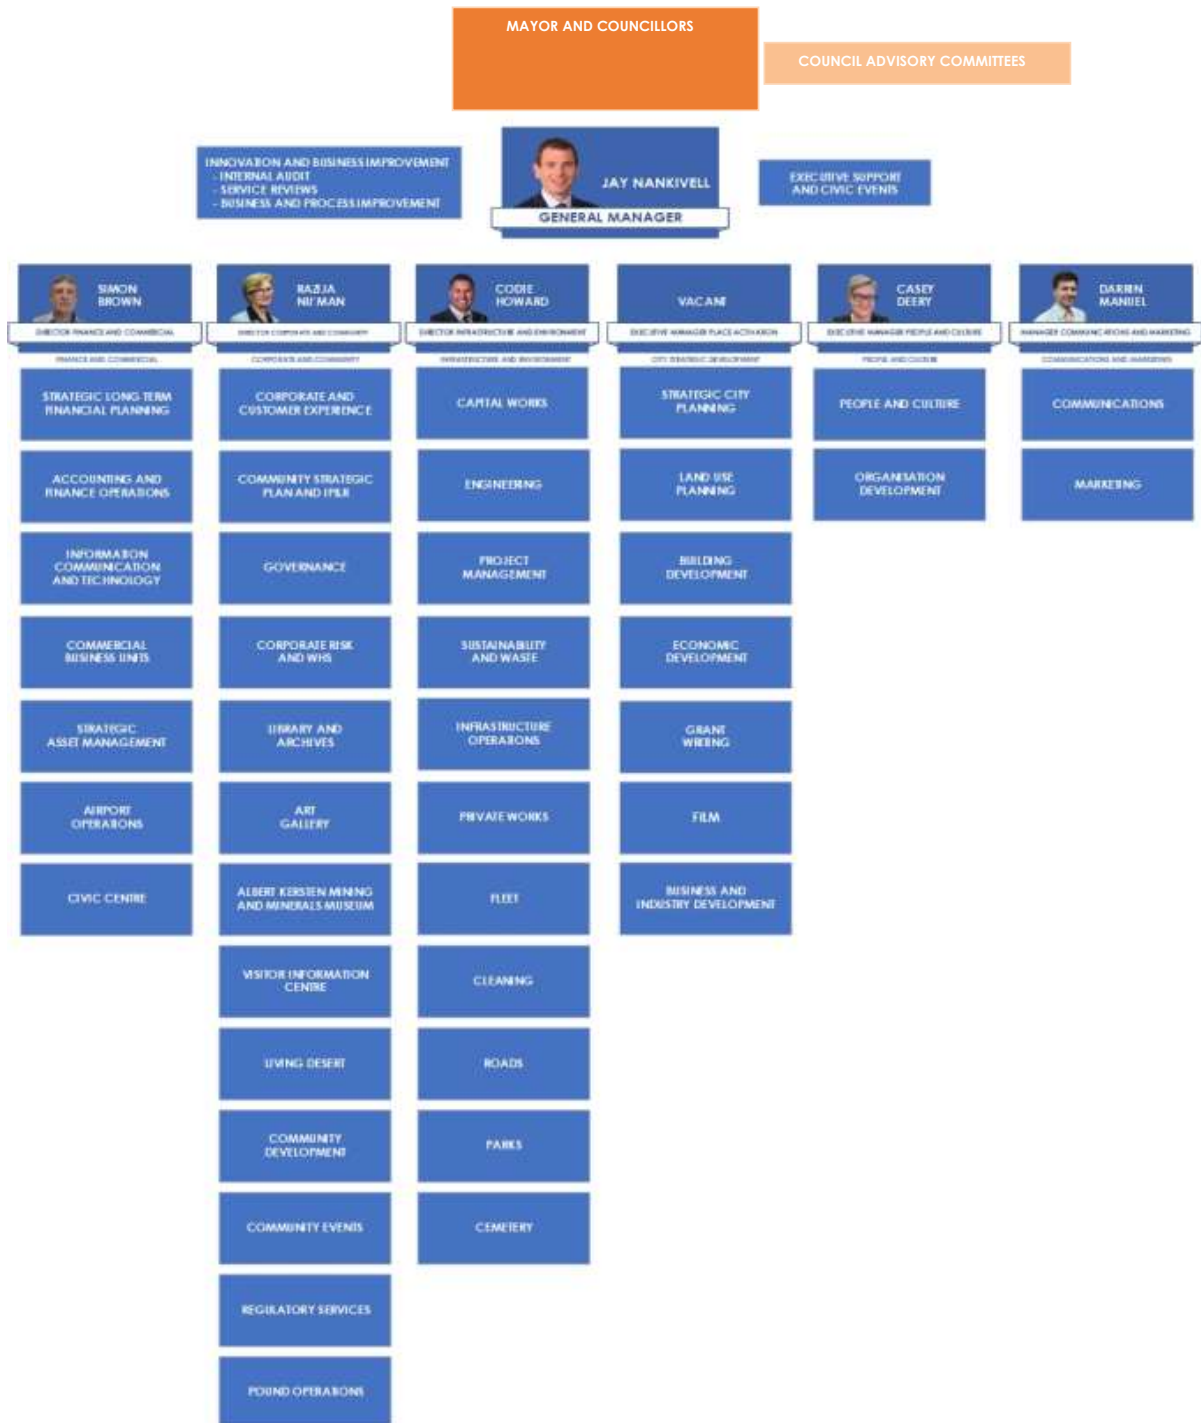 MAYOR AND COUNCILLORS
COUNCIL ADVISORY COMMITTEES
INNOVATION AND BUSINESS IMPROVEMENT
- INTERNAL AUDIT
- SERVICE REVIEWS
- BUSINESS AND PROCESS IMPROVEMENT
JAY NANKIVELL
GENERAL MANAGER
EXECUTIVE SUPPORT
AND CIVIC EVENTS
SIMON
BROWN
DIRECTOR FINANCE AND COMMERCIAL
FINANCE AND COMMERCIAL
STRATEGIC LONG-TERM
FINANCIAL PLANNING
ACCOUNTING AND
FINANCE OPERATIONS
INFORMATION
COMMUNICATION
AND TECHNOLOGY
COMMERCIAL
BUSINESS UNITS
STRATEGIC
ASSET MANAGEMENT
AIRPORT
OPERATIONS
CIVIC CENTRE
RAZIJA
NU'MAN
DIRECTOR CORPORATE AND COMMUNITY
CORPORATE AND COMMUNITY
CORPORATE AND
CUSTOMER EXPERIENCE
COMMUNITY STRATEGIC
PLAN AND IP&R
GOVERNANCE
CORPORATE RISK
AND WHS
LIBRARY AND
ARCHIVES
ART
GALLERY
ALBERT KERSTEN MINING
AND MINERALS MUSEUM
VISITOR INFORMATION
CENTRE
LIVING DESERT
COMMUNITY
DEVELOPMENT
COMMUNITY EVENTS
REGULATORY SERVICES
POUND OPERATIONS
CODIE
HOWARD
DIRECTOR INFRASTRUCTURE AND ENVIRONMENT
INFRASTRUCTURE AND ENVIRONMENT
CAPITAL WORKS
ENGINEERING
PROJECT
MANAGEMENT
SUSTAINABILITY
AND WASTE
INFRASTRUCTURE
OPERATIONS
PRIVATE WORKS
FLEET
CLEANING
ROADS
PARKS
CEMETERY
VACANT
EXECUTIVE MANAGER PLACE ACTIVATION
CITY STRATEGIC DEVELOPMENT
STRATEGIC CITY
PLANNING
LAND USE
PLANNING
BUILDING
DEVELOPMENT
ECONOMIC
DEVELOPMENT
GRANT
WRITING
FILM
BUSINESS AND
INDUSTRY DEVELOPMENT
CASEY
DEERY
EXECUTIVE MANAGER PEOPLE AND CULTURE
PEOPLE AND CULTURE
PEOPLE AND CULTURE
ORGANISATION
DEVELOPMENT
DARREN
MANUEL
MANAGER COMMUNICATIONS AND MARKETING
COMMUNICATIONS AND MARKETING
COMMUNICATIONS
MARKETING